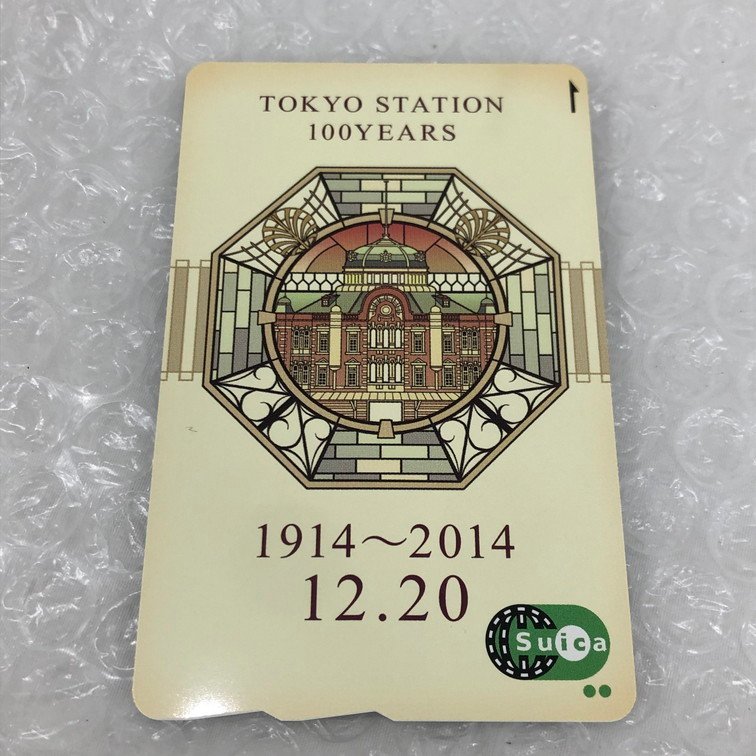 TOKYO STATION
100YEARS
1914～2014
12.20
Suica